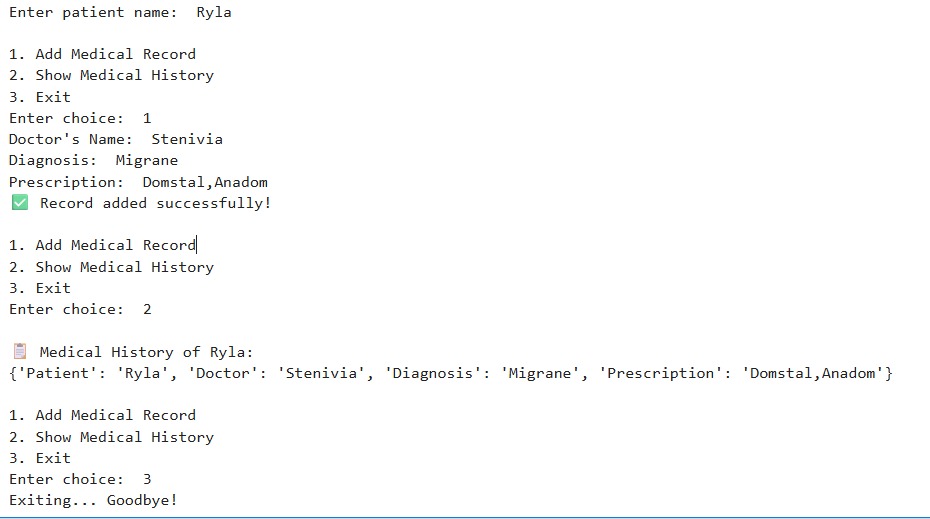 Enter patient name:  Ryla
1. Add Medical Record
2. Show Medical History
3. Exit
Enter choice:  1
Doctor's Name:  Stenivia
Diagnosis:  Migrane
Prescription:  Domstal,Anadom
✅ Record added successfully!
1. Add Medical Record
2. Show Medical History
3. Exit
Enter choice:  2
📋 Medical History of Ryla:
{'Patient': 'Ryla', 'Doctor': 'Stenivia', 'Diagnosis': 'Migrane', 'Prescription': 'Domstal,Anadom'}
1. Add Medical Record
2. Show Medical History
3. Exit
Enter choice:  3
Exiting... Goodbye!